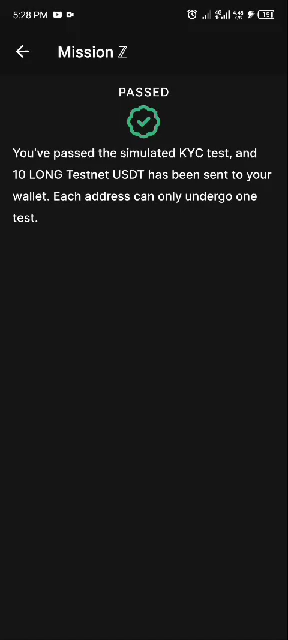 5:28 PM
Mission ℤ
PASSED
You've passed the simulated KYC test, and
10 LONG Testnet USDT has been sent to your
wallet. Each address can only undergo one
test.